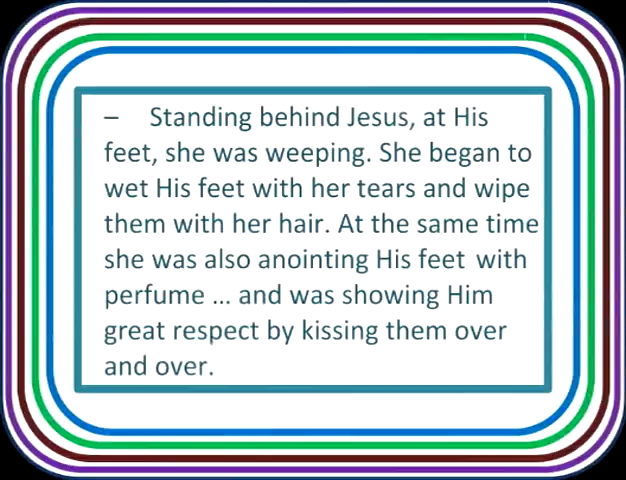 – Standing behind Jesus, at His
feet, she was weeping. She began to
wet His feet with her tears and wipe
them with her hair. At the same time
she was also anointing His feet with
perfume ... and was showing Him
great respect by kissing them over
and over.